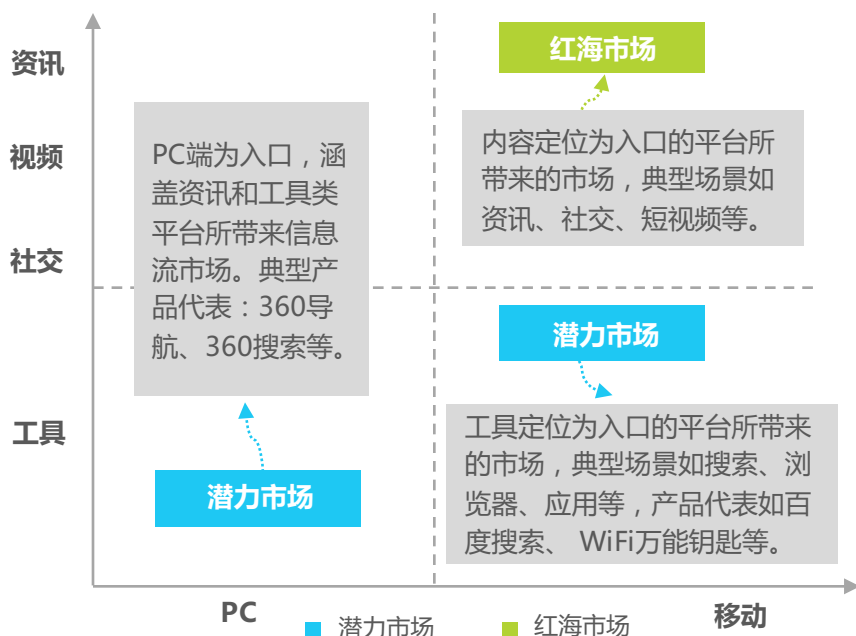 资讯
视频
社交
工具
PC端为入口，涵
盖资讯和工具类
平台所带来信息
流市场。典型产
品代表：360导
航、360搜索等。
潜力市场
红海市场
内容定位为入口的平台所
带来的市场，典型场景如
资讯、社交、短视频等。
潜力市场
工具定位为入口的平台所带来
的市场，典型场景如搜索、浏
览器、应用等，产品代表如百
度搜索、 WiFi万能钥匙等。
PC
移动
潜力市场
红海市场